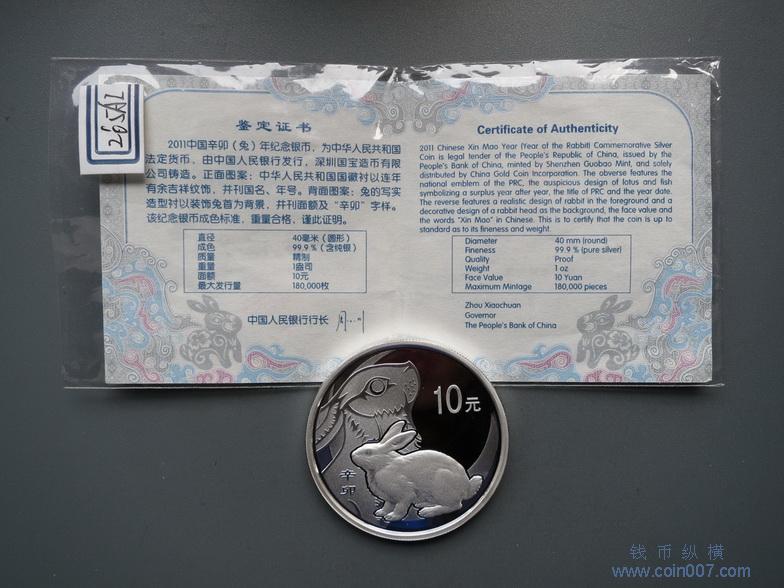 265A12
鉴定证书
2011中国辛卯（兔）年纪念银币，为中华人民共和国
法定货币，由中国人民银行发行，深圳国宝造币有限
公司铸造。正面图案：中华人民共和国国徽衬以连年
有余吉祥纹饰，并刊国名、年号。背面图案：兔的写实
造型衬以装饰兔首为背景，并刊面额及“辛卯”字样。
该纪念银币成色标准，重量合格，谨此证明。
直径 40毫米（圆形）
成色 99.9％（含纯银）
质量 精制
重量 1盎司
面额 10元
最大发行量 180,000枚
中国人民银行行长
Certificate of Authenticity
2011 Chinese Xin Mao Year (Year of the Rabbit) Commemorative Silver
Coin is legal tender of the People's Republic of China, issued by the
People's Bank of China, minted by Shenzhen Guobao Mint, and solely
distributed by China Gold Coin Incorporation. The obverse features the
national emblem of the PRC, the auspicious design of lotus and fish
symbolizing a surplus year after year, the title of PRC and the year.
The reverse features a realistic design of rabbit in the foreground and a
decorative design of a rabbit head as the background, the face value and
the words "Xin Mao" in Chinese. This is to certify that the coin is up to
standard as to its fineness and weight.
Diameter 40 mm (round)
Fineness 99.9 % (pure silver)
Quality Proof
Weight 1 oz
Face Value 10 Yuan
Maximum Mintage 180,000 pieces
Zhou Xiaochuan
Governor
The People's Bank of China
10元
辛
卯
钱币纵横
www.coin007.com